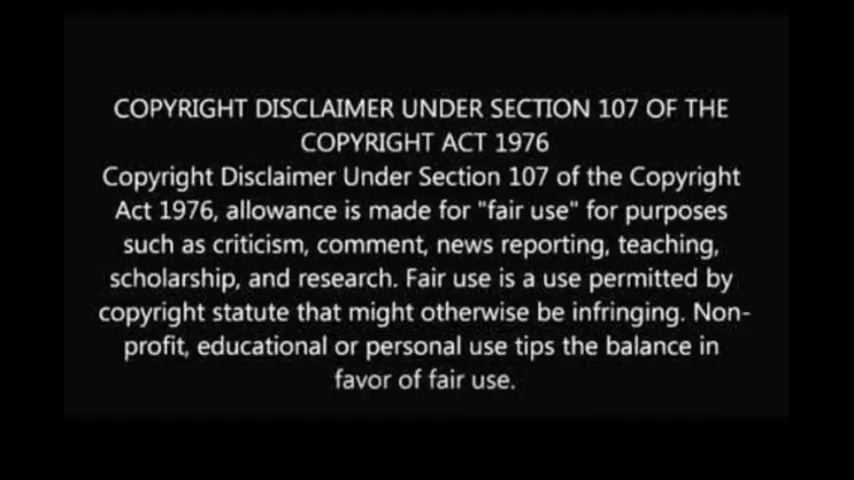 COPYRIGHT DISCLAIMER UNDER SECTION 107 OF THE
COPYRIGHT ACT 1976
Copyright Disclaimer Under Section 107 of the Copyright
Act 1976, allowance is made for "fair use" for purposes
such as criticism, comment, news reporting, teaching,
scholarship, and research. Fair use is a use permitted by
copyright statute that might otherwise be infringing. Non-
profit, educational or personal use tips the balance in
favor of fair use.